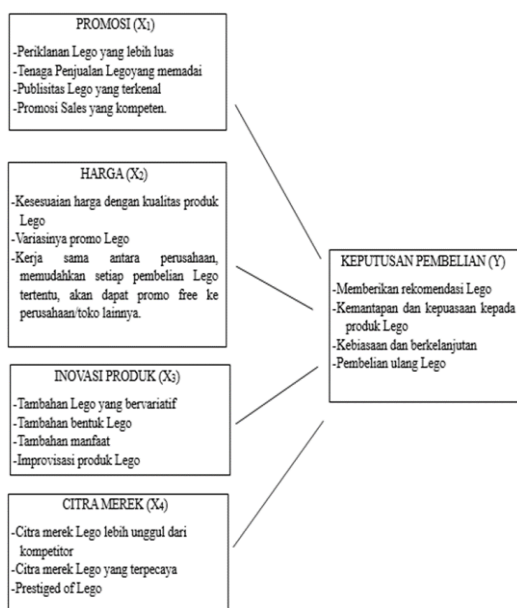 PROMOSI (X₁)
-Periklanan Lego yang lebih luas
-Tenaga Penjualan Legoyang memadai
-Publisitas Lego yang terkenal
-Promosi Sales yang kompeten.
HARGA (X₂)
-Kesesuaian harga dengan kualitas produk
Lego
-Variasinya promo Lego
-Kerja sama antara perusahaan,
memudahkan setiap pembelian Lego
tertentu, akan dapat promo free ke
perusahaan/toko lainnya.
INOVASI PRODUK (X₃)
-Tambahan Lego yang bervariatif
-Tambahan bentuk Lego
-Tambahan manfaat
-Improvisasi produk Lego
CITRA MEREK (X₄)
-Citra merek Lego lebih unggul dari
kompetitor
-Citra merek Lego yang terpecaya
-Prestiged of Lego
KEPUTUSAN PEMBELIAN (Y)
-Memberikan rekomendasi Lego
-Kemantapan dan kepuasaan kepada
produk Lego
-Kebiasaan dan berkelanjutan
-Pembelian ulang Lego